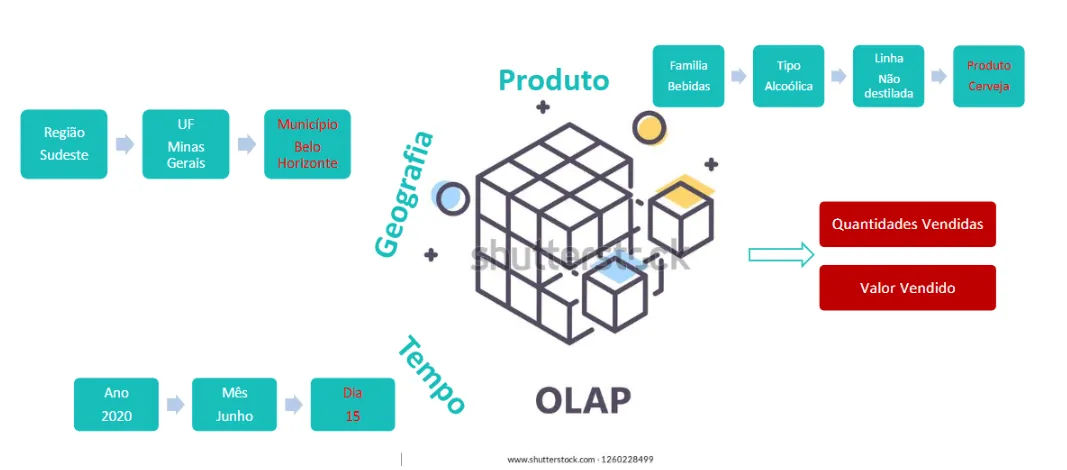 Produto
Familia
Bebidas
Tipo
Alcoólica
Linha
Não
destilada
Produto
Cerveja
Região
Sudeste
UF
Minas
Gerais
Município
Belo
Horizonte
Geografia
shutterstock
Quantidades Vendidas
Valor Vendido
Tempo
Ano
2020
Mês
Junho
Dia
15
OLAP
www.shutterstock.com · 1260228499